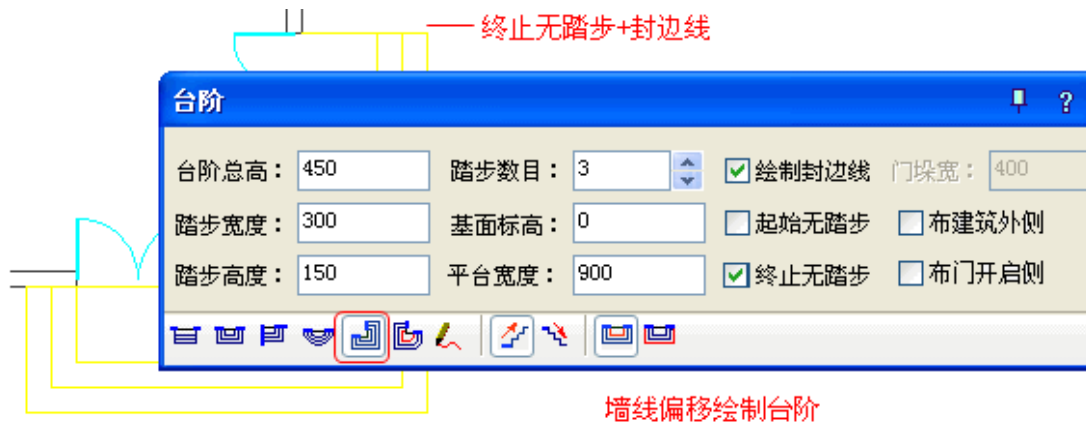 终止无踏步+封边线
台阶 ?
台阶总高： 450 踏步数目： 3 绘制封边线 门垛宽： 400
踏步宽度： 300 基面标高： 0 起始无踏步 布建筑外侧
踏步高度： 150 平台宽度： 900 终止无踏步 布门开启侧
墙线偏移绘制台阶